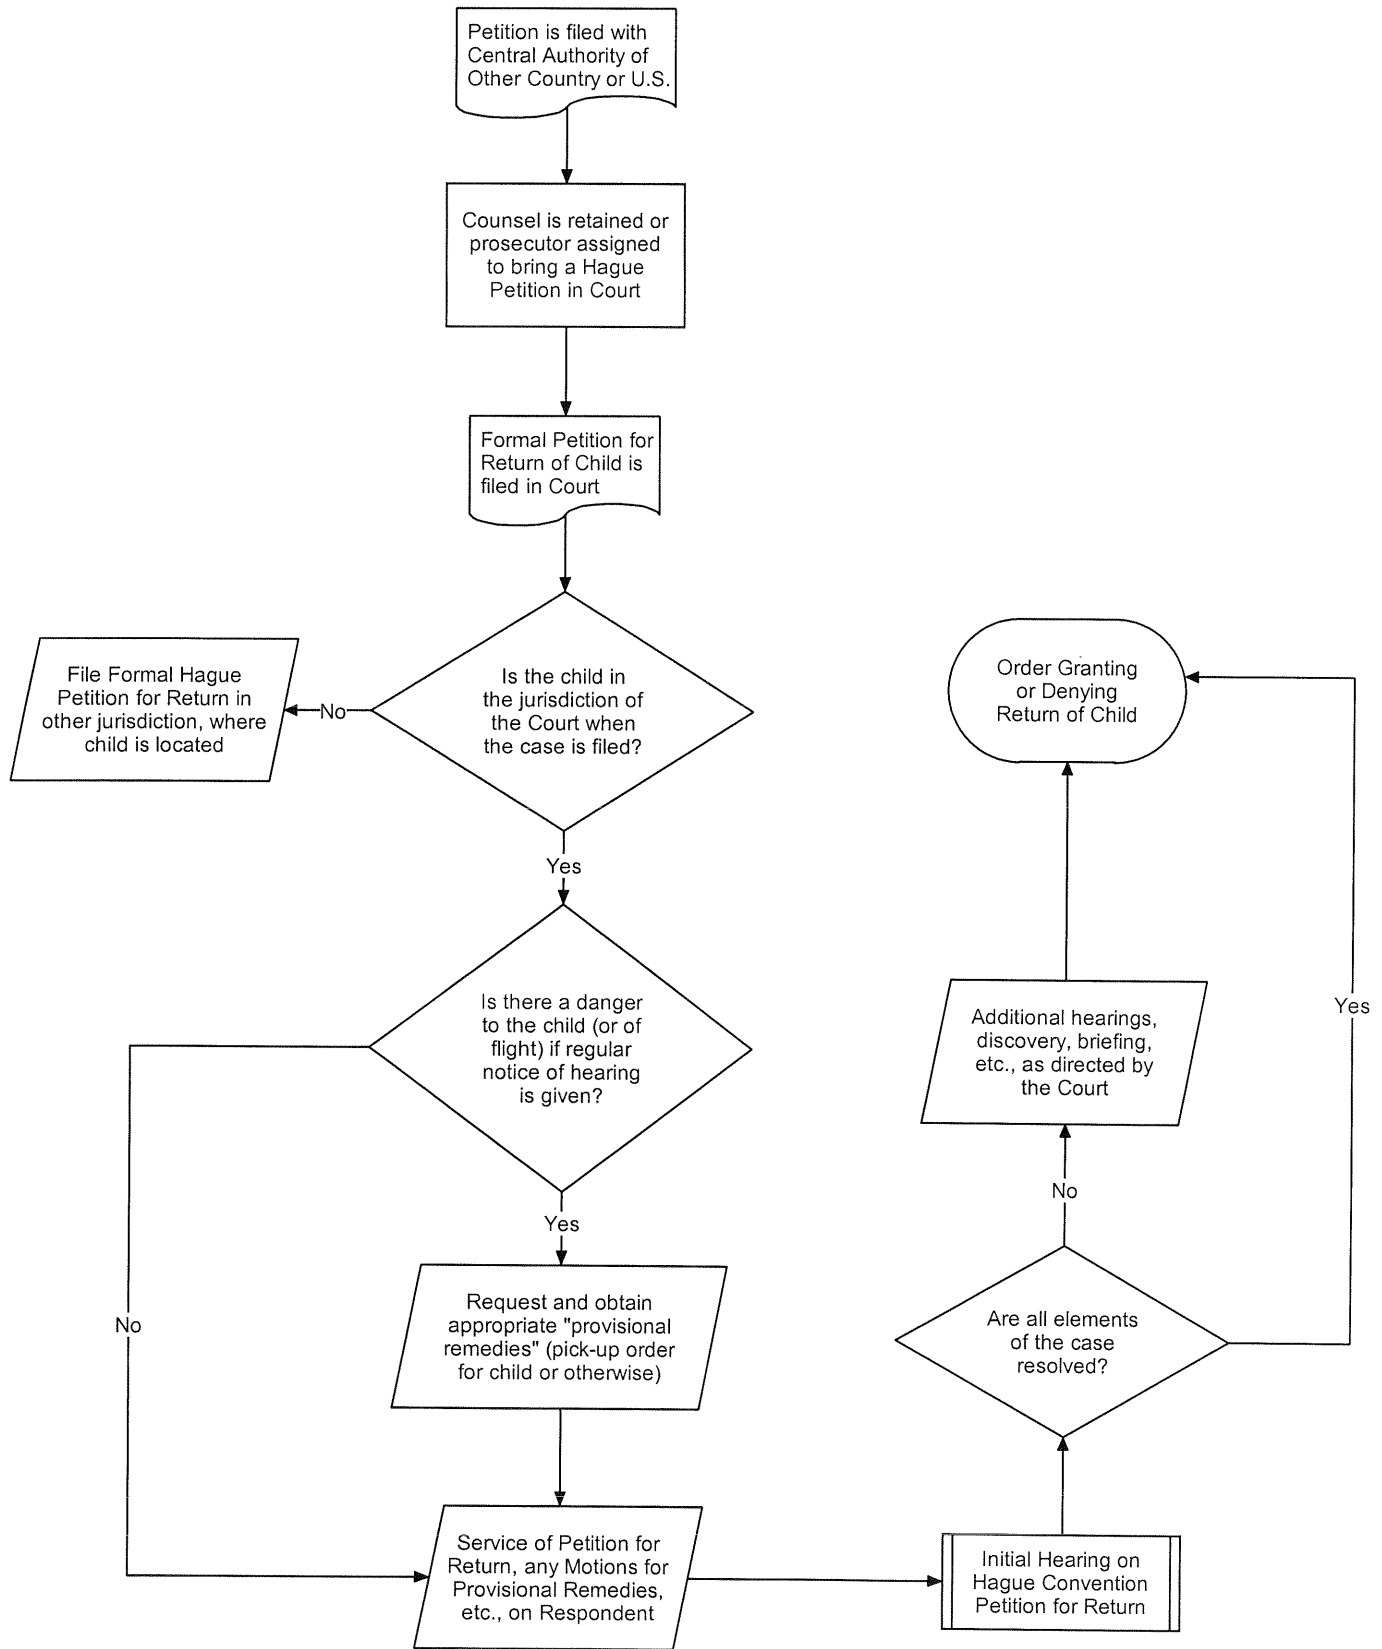 Petition is filed with
Central Authority of
Other Country or U.S.
Counsel is retained or
prosecutor assigned
to bring a Hague
Petition in Court
Formal Petition for
Return of Child is
filed in Court
Is the child in
the jurisdiction of
the Court when
the case is filed?
No
File Formal Hague
Petition for Return in
other jurisdiction, where
child is located
Yes
Is there a danger
to the child (or of
flight) if regular
notice of hearing
is given?
No
Yes
Request and obtain
appropriate "provisional
remedies" (pick-up order
for child or otherwise)
Service of Petition for
Return, any Motions for
Provisional Remedies,
etc., on Respondent
Initial Hearing on
Hague Convention
Petition for Return
Are all elements
of the case
resolved?
No
Additional hearings,
discovery, briefing,
etc., as directed by
the Court
Yes
Order Granting
or Denying
Return of Child